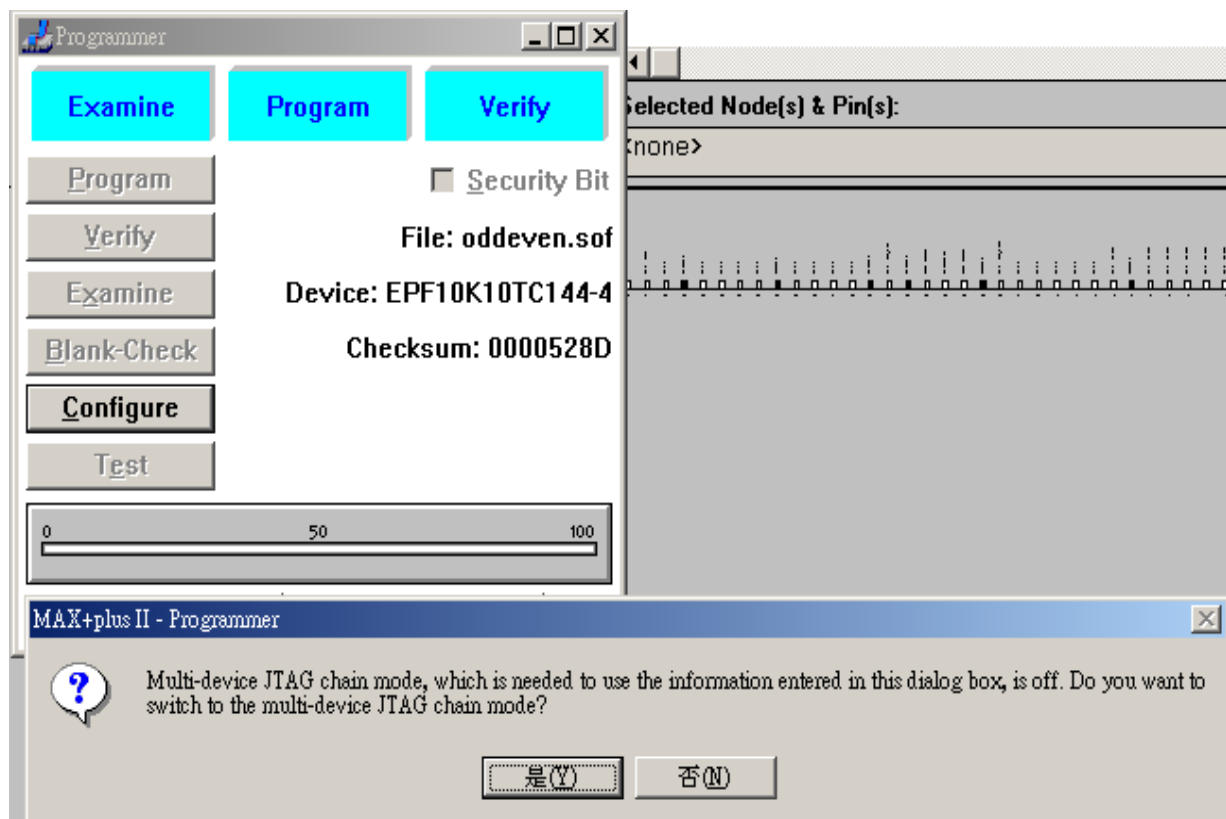 Programmer
Examine Program Verify
Selected Node(s) & Pin(s):
<none>
Program
Security Bit
Verify
File: oddeven.sof
Examine
Device: EPF10K10TC144-4
Blank-Check
Checksum: 0000528D
Configure
Test
0 50 100
MAX+plus II - Programmer
?
Multi-device JTAG chain mode, which is needed to use the information entered in this dialog box, is off. Do you want to
switch to the multi-device JTAG chain mode?
是(Y) 否(N)